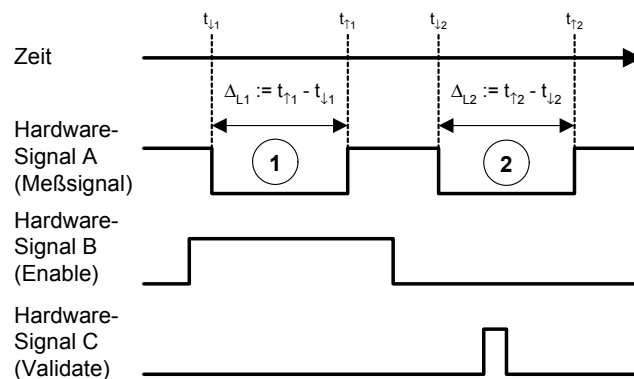 t↓1 t↑1 t↓2 t↑2
Zeit
ΔL1 := t↑1 - t↓1 ΔL2 := t↑2 - t↓2
Hardware-
Signal A
(Meßsignal)
1 2
Hardware-
Signal B
(Enable)
Hardware-
Signal C
(Validate)